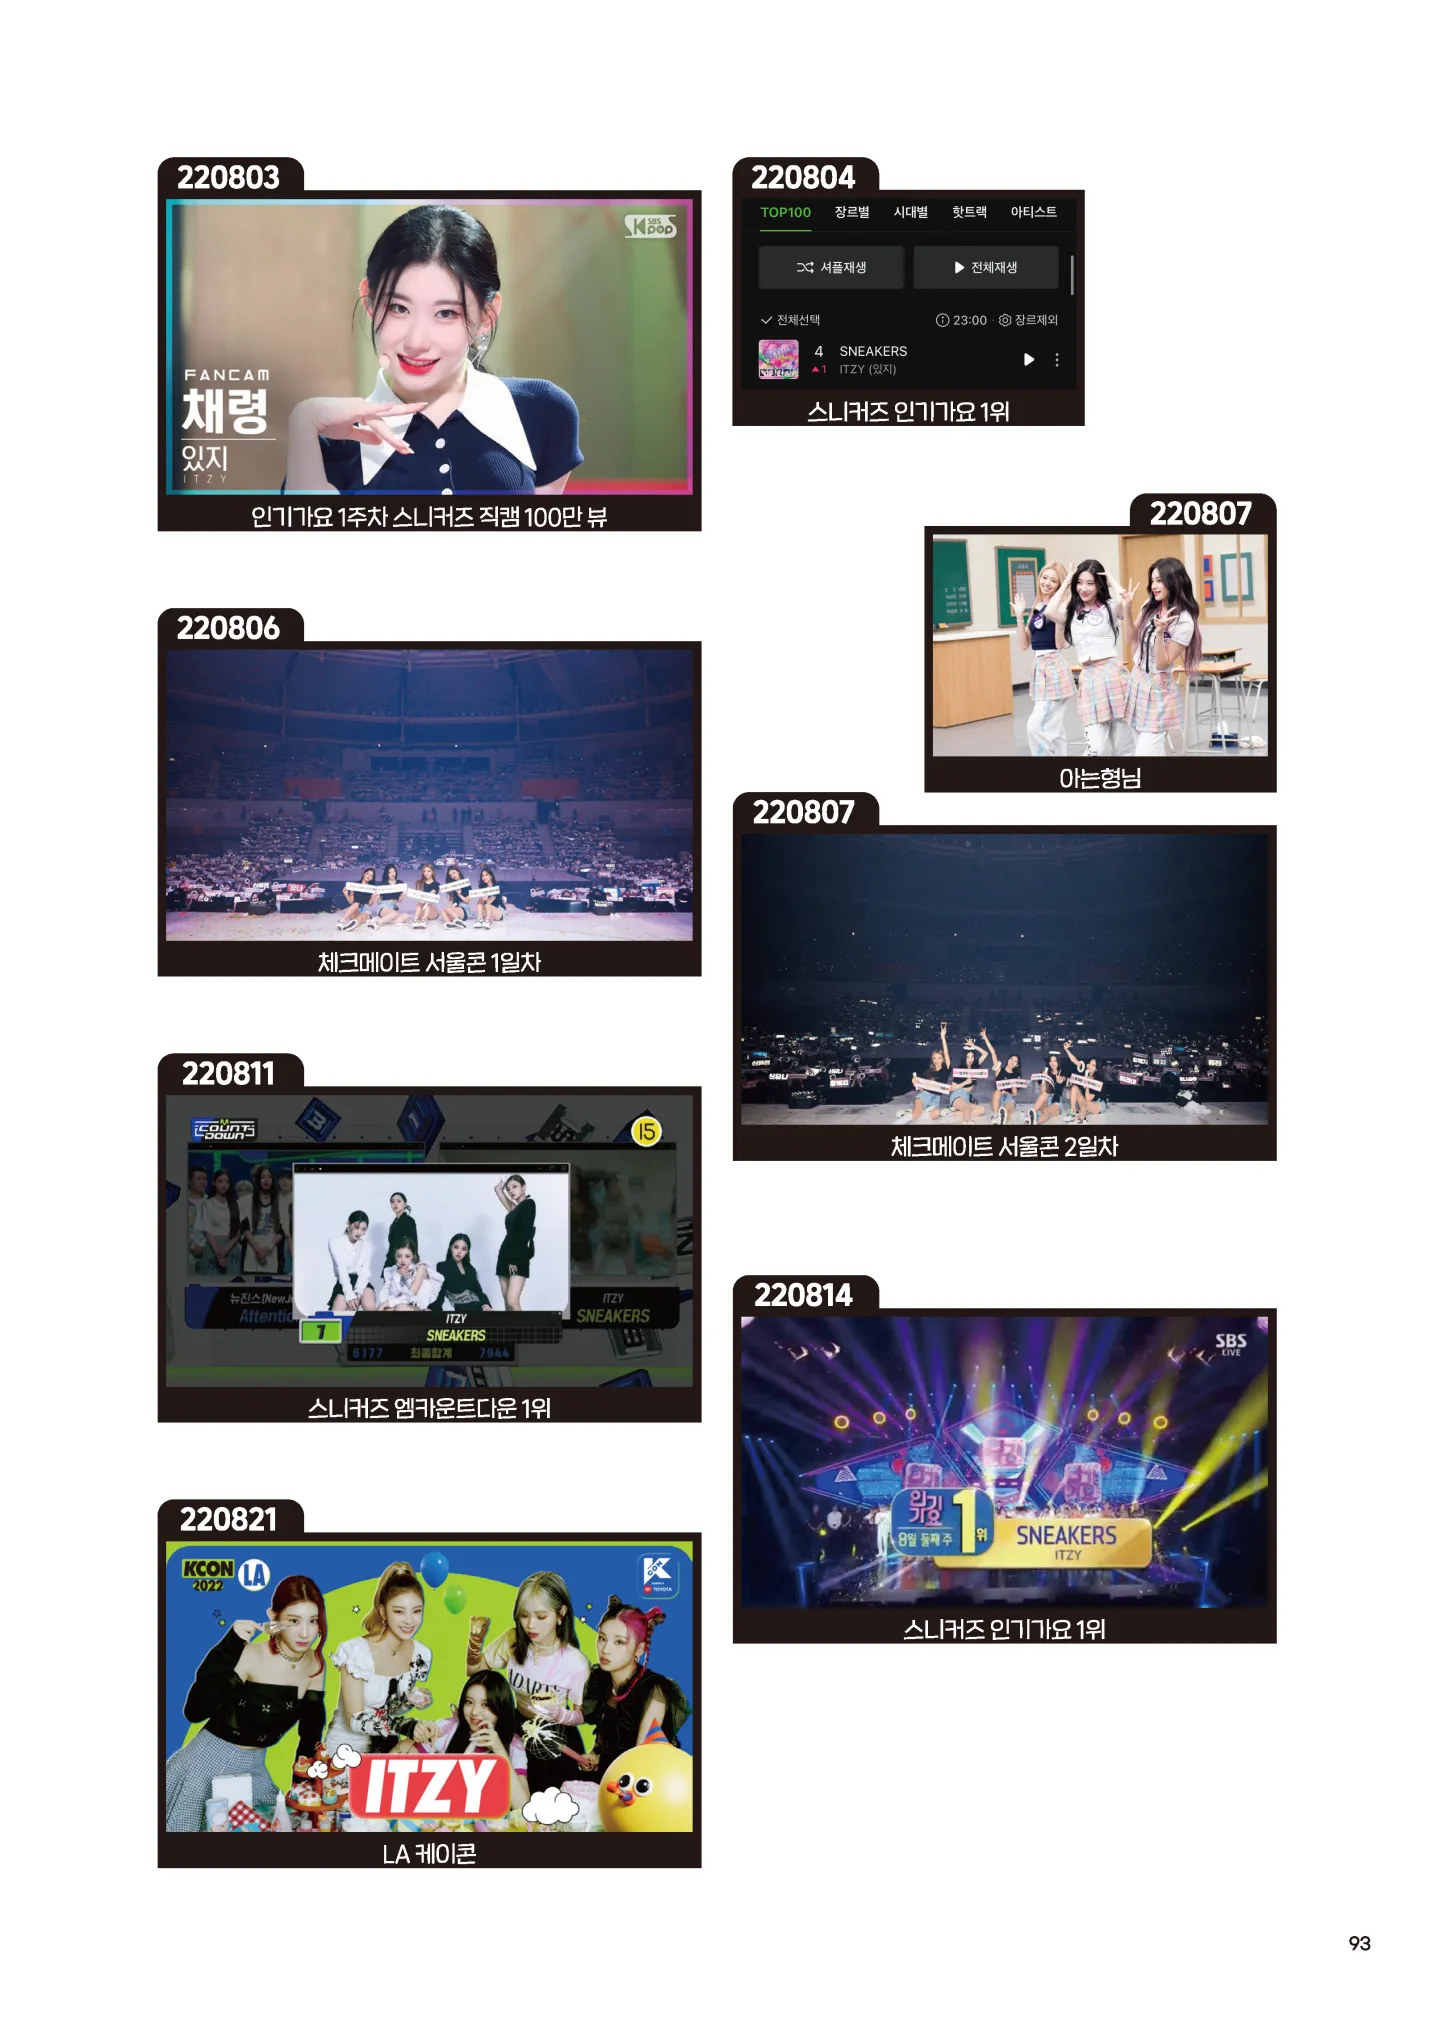 220803
SBS
Kpop
FANCAM
채령
있지
ITZY
인기가요 1주차 스니커즈 직캠 100만 뷰
220804
TOP100 장르별 시대별 핫트랙 아티스트
셔플재생 전체재생
전체선택 23:00 · 장르제외
4 SNEAKERS
1 ITZY (있지)
스니커즈 인기가요 1위
220807
아는형님
220806
유나
체크메이트 서울콘 1일차
220807
체크메이트 서울콘 2일차
220811
M
COUNT
DOWN
15
뉴진스(NewJ
Attentio
ITZY
SNEAKERS
7
ITZY
SNEAKERS
6177 최종합계 7944
스니커즈 엠카운트다운 1위
220814
SBS
LIVE
인기
가요
8월 둘째 주
1위
SNEAKERS
ITZY
스니커즈 인기가요 1위
220821
KCON
2022
LA
K
CON
TOYOTA
ITZY
LA 케이콘
93